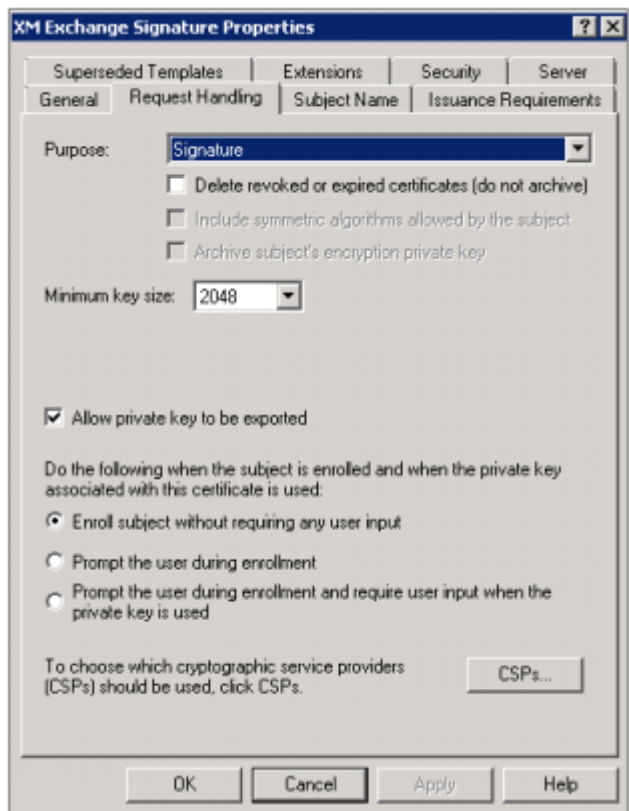 XM Exchange Signature Properties
Superseded Templates Extensions Security Server
General Request Handling Subject Name Issuance Requirements
Purpose: Signature
Delete revoked or expired certificates (do not archive)
Include symmetric algorithms allowed by the subject
Archive subject's encryption private key
Minimum key size: 2048
Allow private key to be exported
Do the following when the subject is enrolled and when the private key
associated with this certificate is used:
Enroll subject without requiring any user input
Prompt the user during enrollment
Prompt the user during enrollment and require user input when the
private key is used
To choose which cryptographic service providers
(CSPs) should be used, click CSPs.
CSPs...
OK Cancel Apply Help